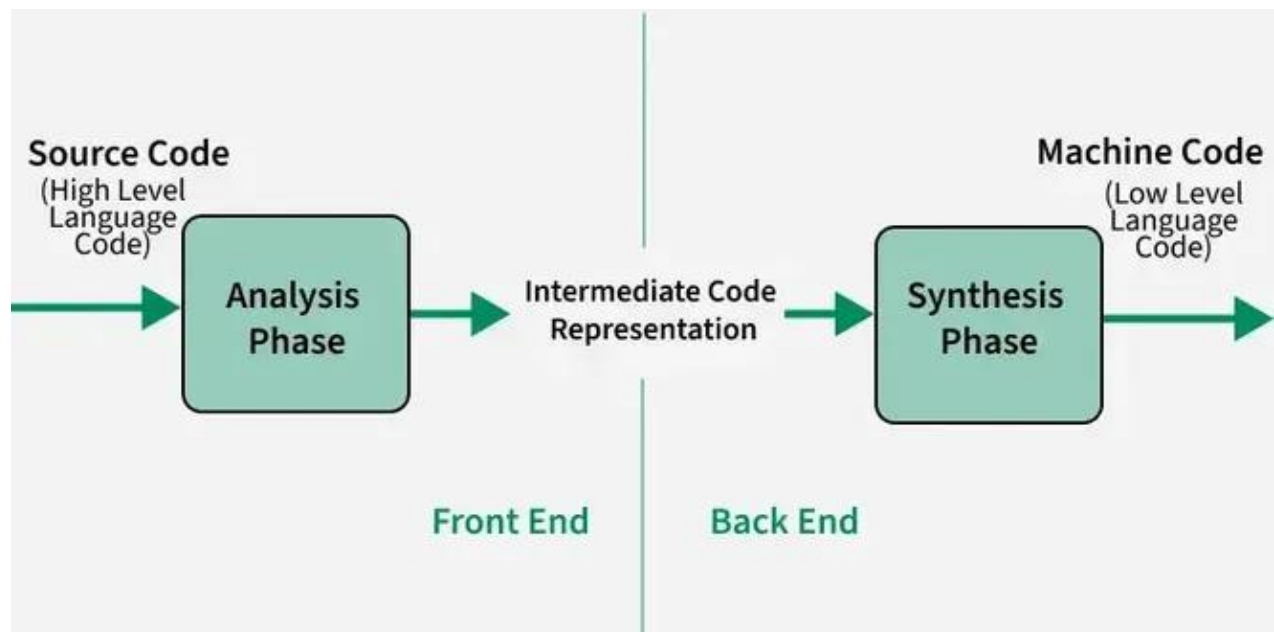 Source Code
(High Level
Language
Code)
Analysis
Phase
Intermediate Code
Representation
Synthesis
Phase
Machine Code
(Low Level
Language
Code)
Front End
Back End